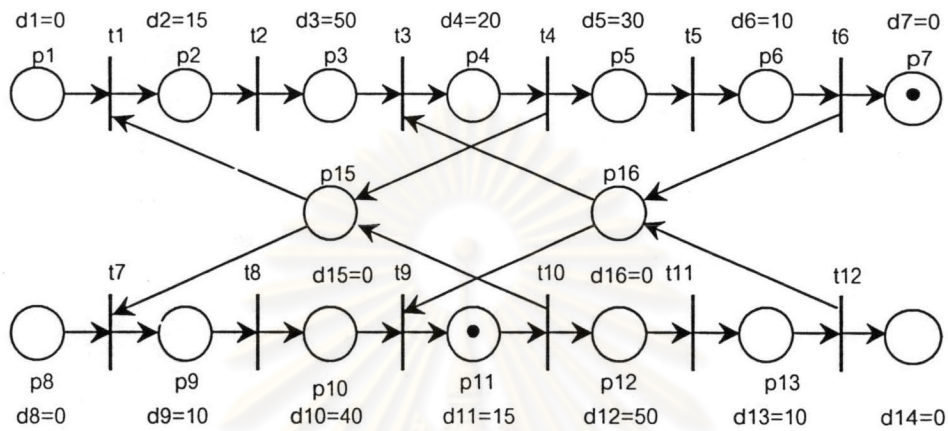 d1=0 d2=15 d3=50 d4=20 d5=30 d6=10 d7=0
t1 t2 t3 t4 t5 t6
p1 p2 p3 p4 p5 p6 p7
p15 p16
t7 t8 d15=0 t9 t10 d16=0 t11 t12
p8 p9 p10 p11 p12 p13
d8=0 d9=10 d10=40 d11=15 d12=50 d13=10 d14=0